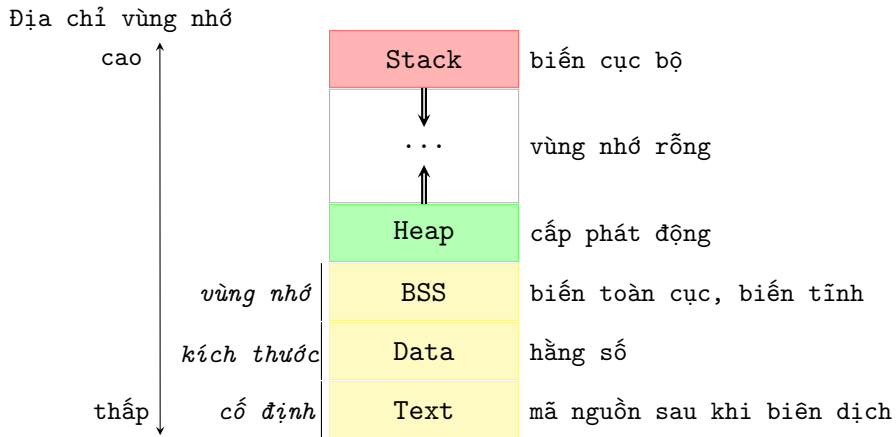 Địa chỉ vùng nhớ
cao Stack biến cục bộ
... vùng nhớ rỗng
Heap cấp phát động
vùng nhớ BSS biến toàn cục, biến tĩnh
kích thước Data hằng số
thấp cố định Text mã nguồn sau khi biên dịch